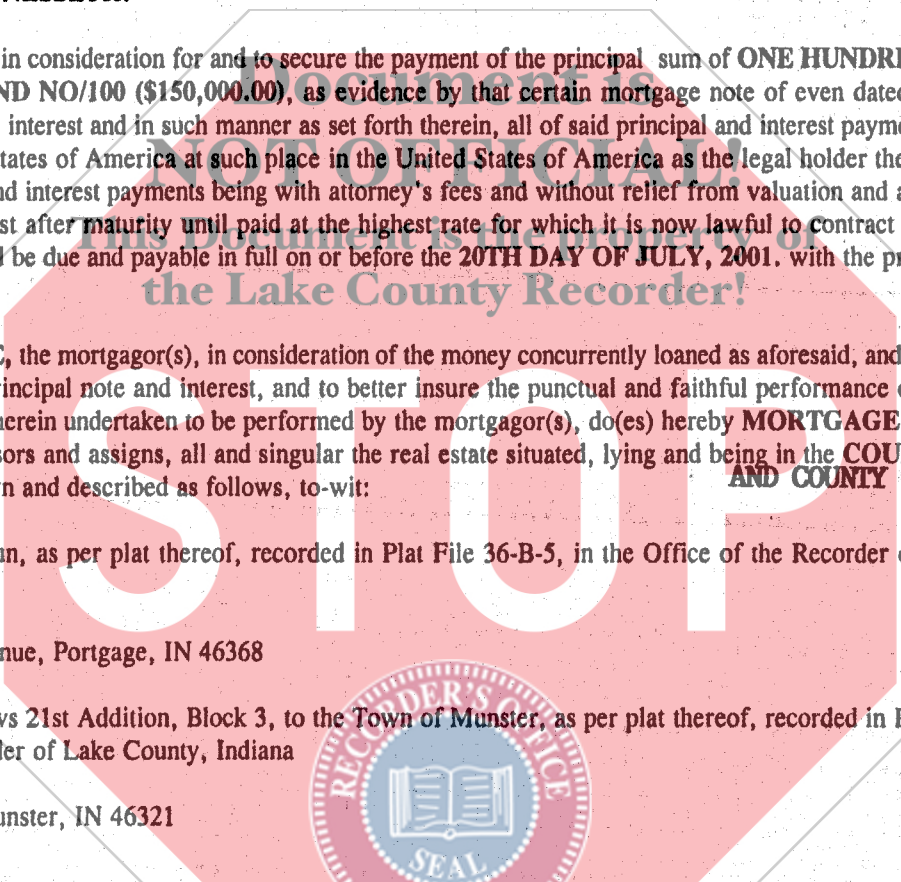 in consideration for and to secure the payment of the principal sum of ONE HUNDRE
ND NO/100 ($150,000.00), as evidence by that certain mortgage note of even dated
interest and in such manner as set forth therein, all of said principal and interest payme
tates of America at such place in the United States of America as the legal holder the
nd interest payments being with attorney's fees and without relief from valuation and a
st after maturity until paid at the highest rate for which it is now lawful to contract
l be due and payable in full on or before the 20TH DAY OF JULY, 2001. with the pr
Document is
NOT OFFICIAL!
This Document is the property of
the Lake County Recorder!
C, the mortgagor(s), in consideration of the money concurrently loaned as aforesaid, and
rincipal note and interest, and to better insure the punctual and faithful performance o
herein undertaken to be performed by the mortgagor(s), do(es) hereby MORTGAGE
sors and assigns, all and singular the real estate situated, lying and being in the COU
AND COUNTY
n and described as follows, to-wit:
un, as per plat thereof, recorded in Plat File 36-B-5, in the Office of the Recorder
STOP
nue, Portgage, IN 46368
vs 21st Addition, Block 3, to the Town of Munster, as per plat thereof, recorded in P
ler of Lake County, Indiana
unster, IN 46321
RECORDER'S OFFICE
SEAL